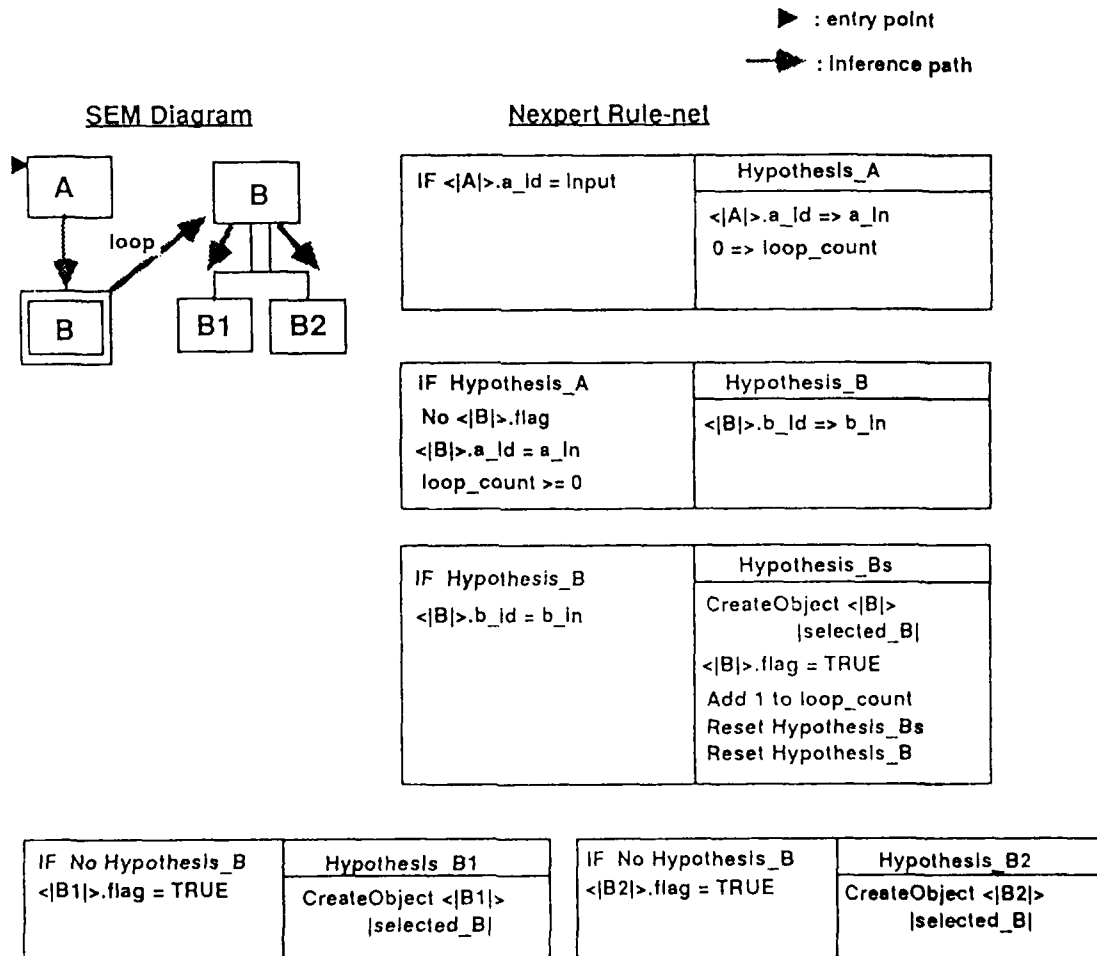 : entry point
: Inference path
SEM Diagram
Nexpert Rule-net
A
B
loop
B
B1
B2
IF <|A|>.a_id = Input
Hypothesis_A
<|A|>.a_id => a_in
0 => loop_count
IF Hypothesis_A
No <|B|>.flag
<|B|>.a_id = a_in
loop_count >= 0
Hypothesis_B
<|B|>.b_id => b_in
IF Hypothesis_B
<|B|>.b_id = b_in
Hypothesis_Bs
CreateObject <|B|>
|selected_B|
<|B|>.flag = TRUE
Add 1 to loop_count
Reset Hypothesis_Bs
Reset Hypothesis_B
IF No Hypothesis_B
<|B1|>.flag = TRUE
Hypothesis_B1
CreateObject <|B1|>
|selected_B|
IF No Hypothesis_B
<|B2|>.flag = TRUE
Hypothesis_B2
CreateObject <|B2|>
|selected_B|